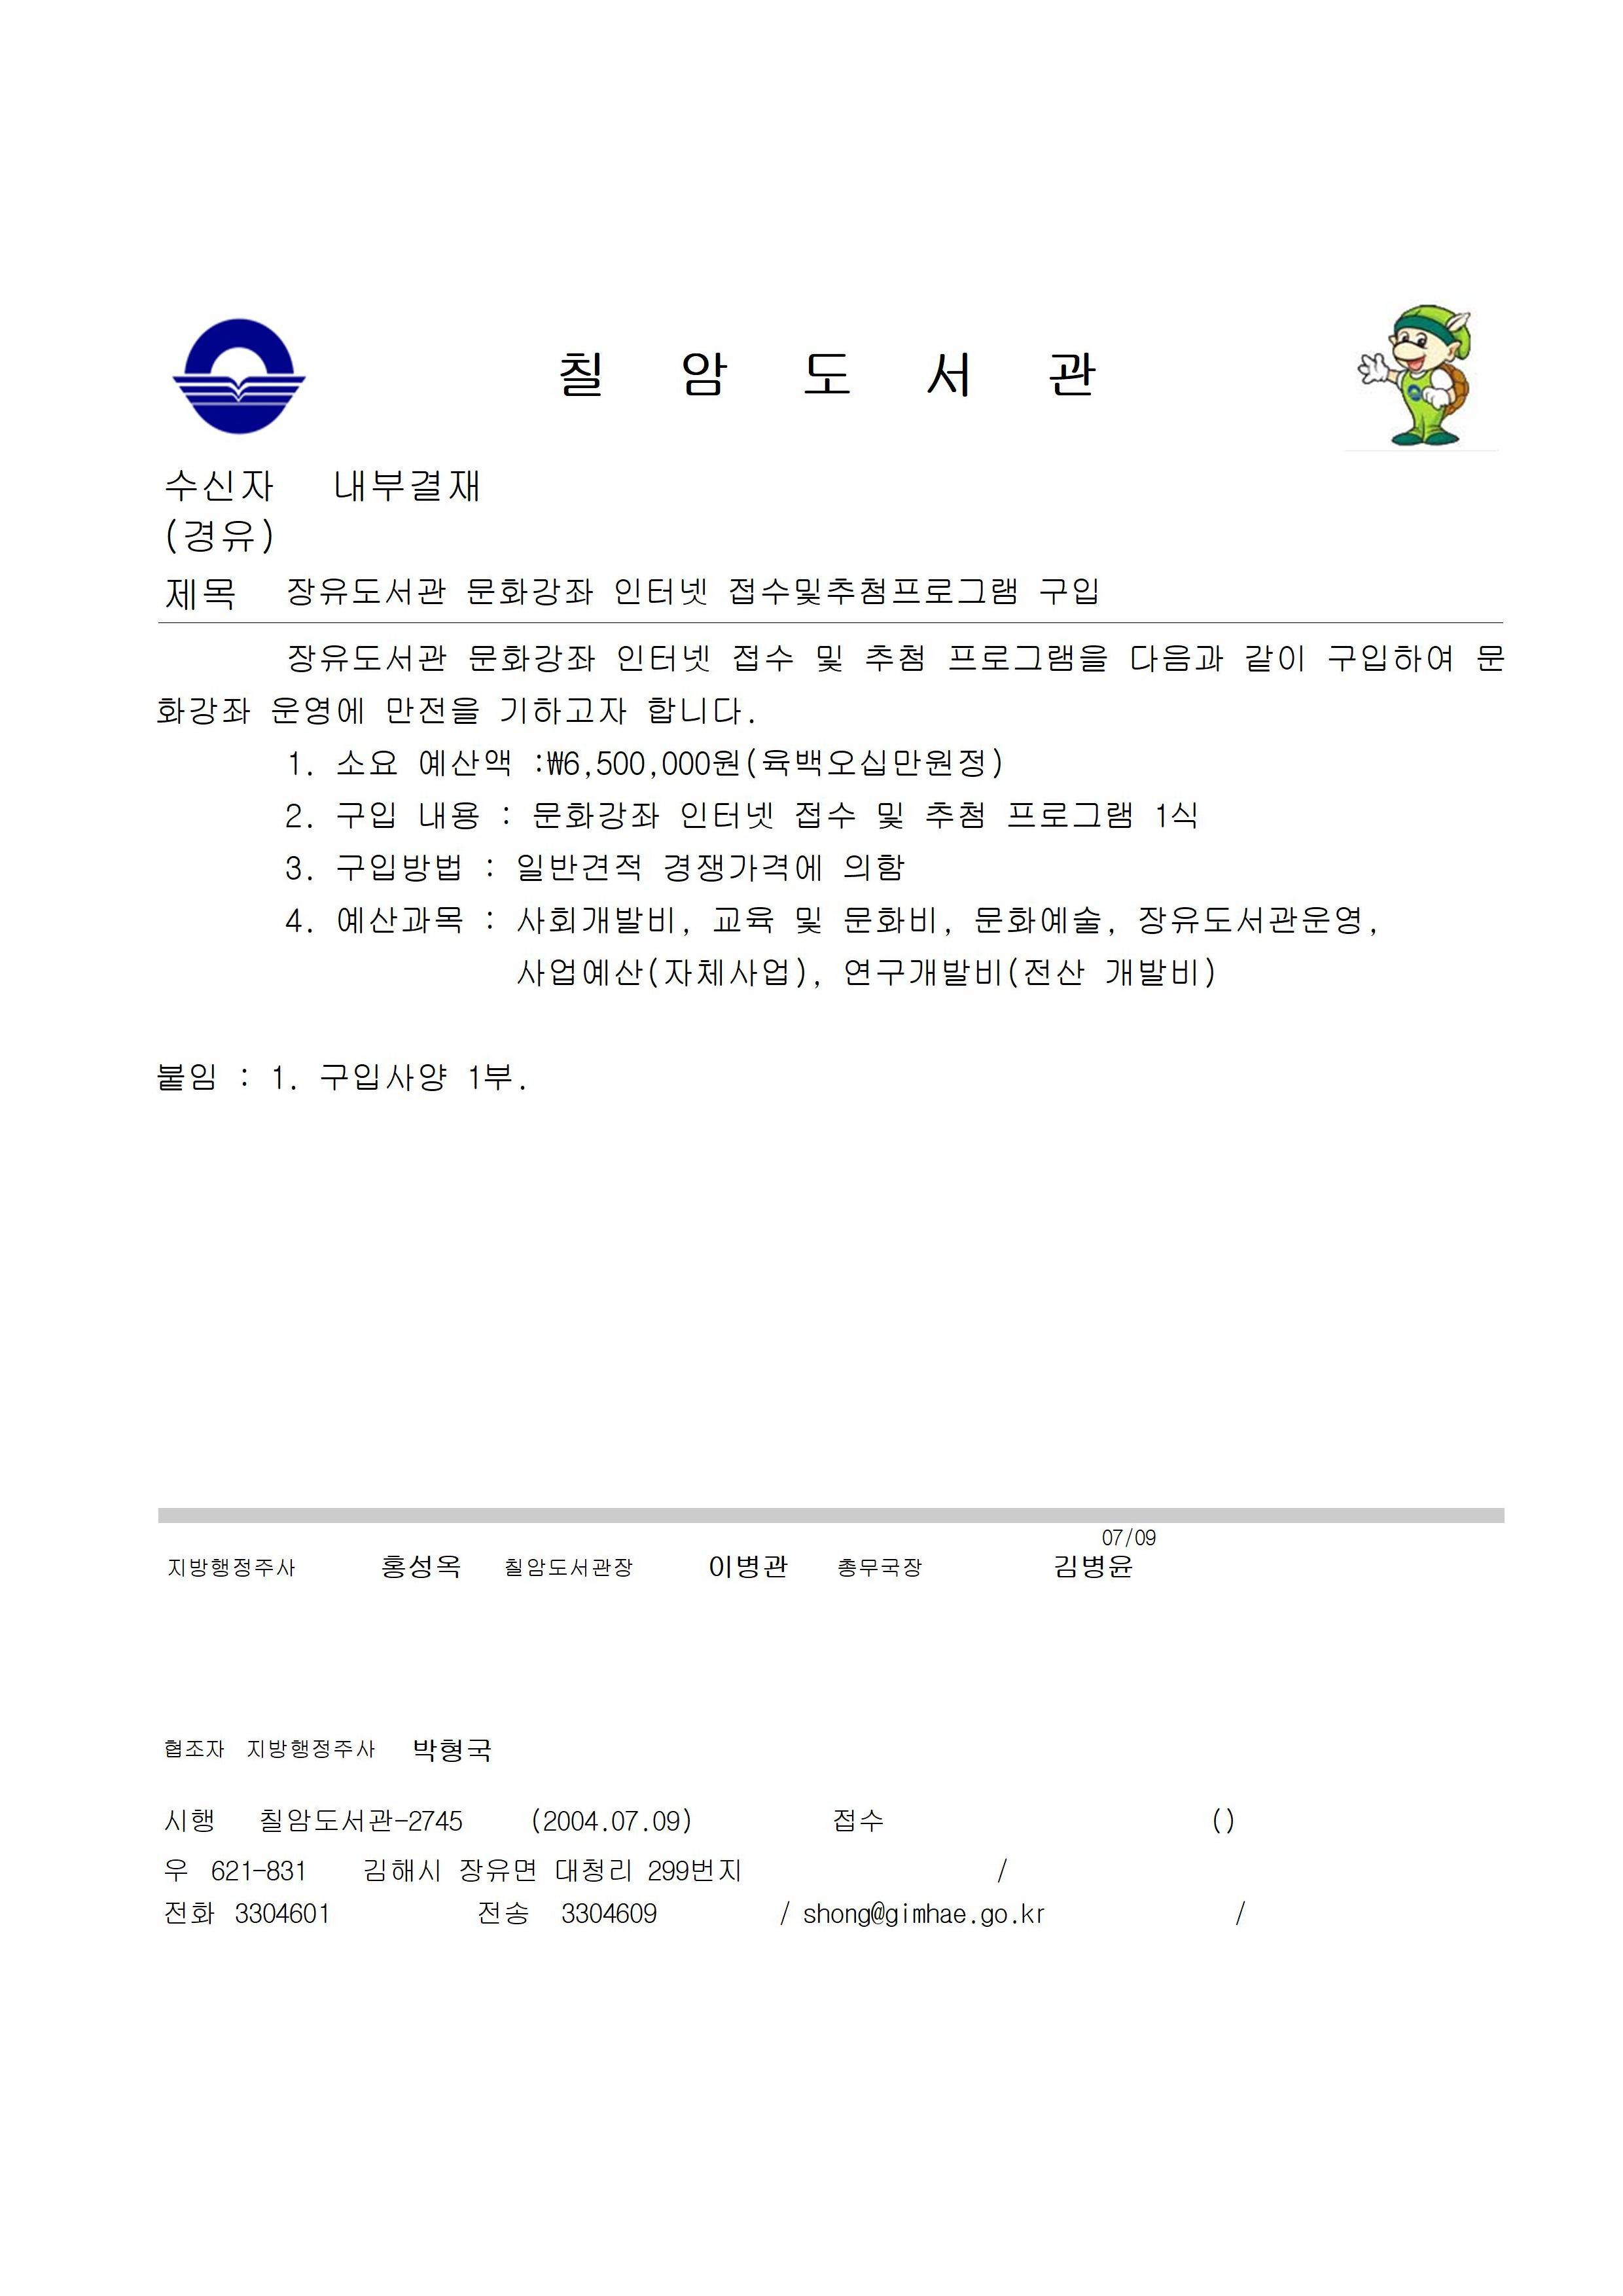 칠 암 도 서 관
수신자 내부결재
(경유)
제목 장유도서관 문화강좌 인터넷 접수및추첨프로그램 구입
장유도서관 문화강좌 인터넷 접수 및 추첨 프로그램을 다음과 같이 구입하여 문
화강좌 운영에 만전을 기하고자 합니다.
1. 소요 예산액 :₩6,500,000원(육백오십만원정)
2. 구입 내용 : 문화강좌 인터넷 접수 및 추첨 프로그램 1식
3. 구입방법 : 일반견적 경쟁가격에 의함
4. 예산과목 : 사회개발비, 교육 및 문화비, 문화예술, 장유도서관운영,
사업예산(자체사업), 연구개발비(전산 개발비)
붙임 : 1. 구입사양 1부.
07/09
지방행정주사 홍성옥 칠암도서관장 이병관 총무국장 김병윤
협조자 지방행정주사 박형국
시행 칠암도서관-2745 (2004.07.09) 접수 ()
우 621-831 김해시 장유면 대청리 299번지 /
전화 3304601 전송 3304609 / shong@gimhae.go.kr /